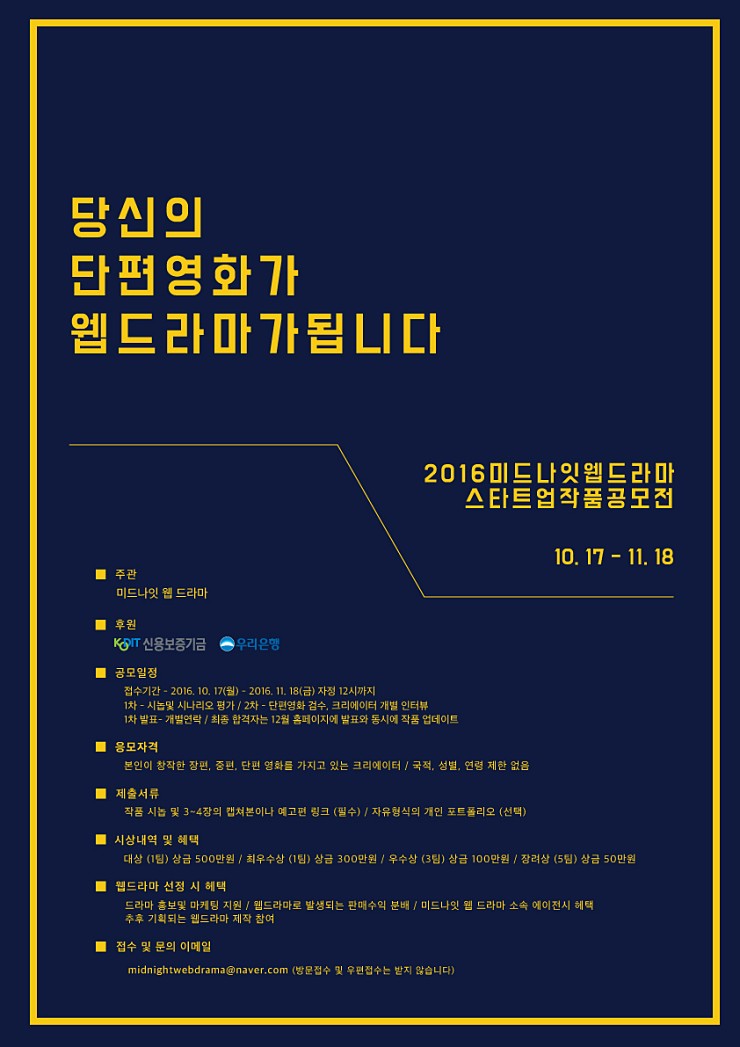 당신의
단편영화가
웹드라마가됩니다
2016미드나잇웹드라마
스타트업작품공모전
10. 17 - 11. 18
■ 주관
미드나잇 웹 드라마
■ 후원
KODIT 신용보증기금 우리은행
■ 공모일정
접수기간 - 2016. 10. 17(월) - 2016. 11. 18(금) 자정 12시까지
1차 - 시놉및 시나리오 평가 / 2차 - 단편영화 검수, 크리에이터 개별 인터뷰
1차 발표- 개별연락 / 최종 합격자는 12월 홈페이지에 발표와 동시에 작품 업데이트
■ 응모자격
본인이 창작한 장편, 중편, 단편 영화를 가지고 있는 크리에이터 / 국적, 성별, 연령 제한 없음
■ 제출서류
작품 시놉 및 3~4장의 캡쳐본이나 예고편 링크 (필수) / 자유형식의 개인 포트폴리오 (선택)
■ 시상내역 및 혜택
대상 (1팀) 상금 500만원 / 최우수상 (1팀) 상금 300만원 / 우수상 (3팀) 상금 100만원 / 장려상 (5팀) 상금 50만원
■ 웹드라마 선정 시 혜택
드라마 홍보및 마케팅 지원 / 웹드라마로 발생되는 판매수익 분배 / 미드나잇 웹 드라마 소속 에이전시 혜택
추후 기획되는 웹드라마 제작 참여
■ 접수 및 문의 이메일
midnightwebdrama@naver.com (방문접수 및 우편접수는 받지 않습니다)